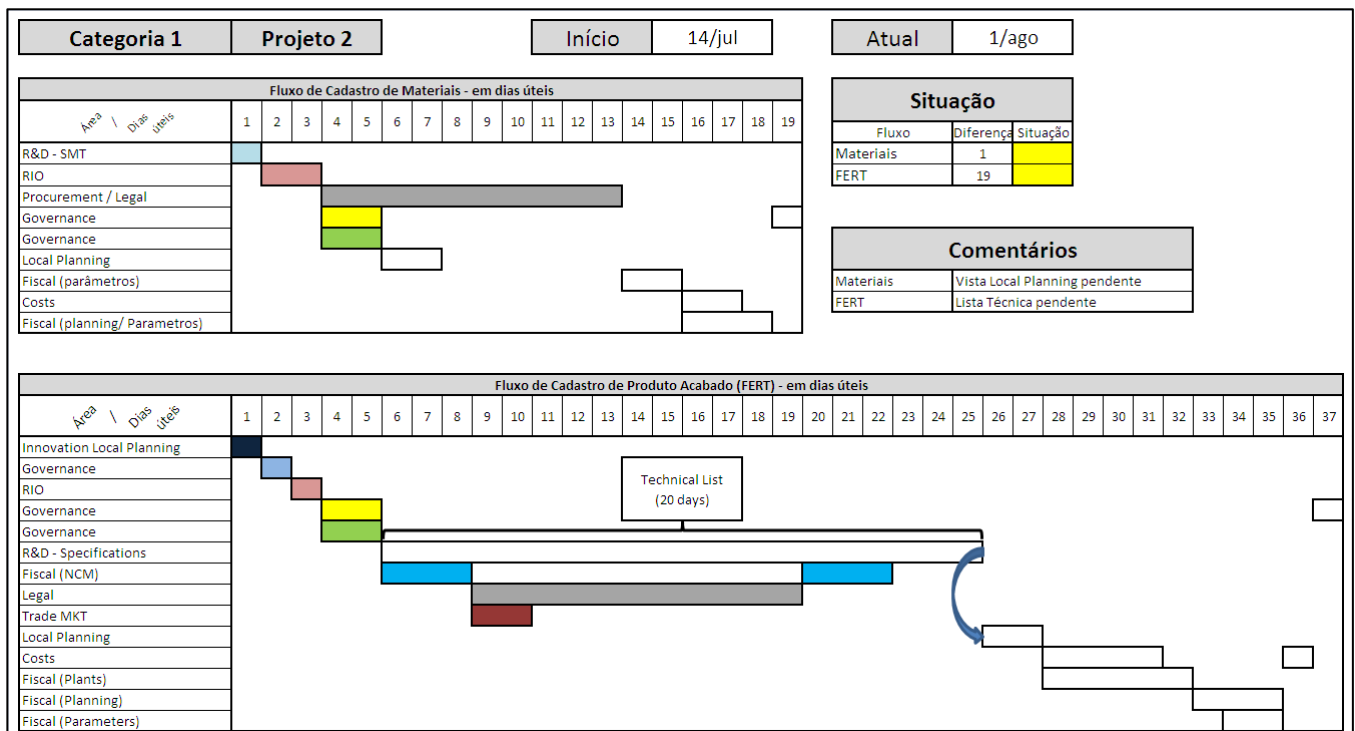 Categoria 1 Projeto 2 Início 14/jul Atual 1/ago
Fluxo de Cadastro de Materiais - em dias úteis
Área / Dias úteis 1 2 3 4 5 6 7 8 9 10 11 12 13 14 15 16 17 18 19
R&D - SMT
RIO
Procurement / Legal
Governance
Governance
Local Planning
Fiscal (parâmetros)
Costs
Fiscal (planning/ Parametros)
Situação
Fluxo Diferença Situação
Materiais 1
FERT 19
Comentários
Materiais Vista Local Planning pendente
FERT Lista Técnica pendente
Fluxo de Cadastro de Produto Acabado (FERT) - em dias úteis
Área / Dias úteis 1 2 3 4 5 6 7 8 9 10 11 12 13 14 15 16 17 18 19 20 21 22 23 24 25 26 27 28 29 30 31 32 33 34 35 36 37
Innovation Local Planning
Governance
RIO
Governance
Governance
R&D - Specifications
Fiscal (NCM)
Legal
Trade MKT
Local Planning
Costs
Fiscal (Plants)
Fiscal (Planning)
Fiscal (Parameters)
Technical List
(20 days)